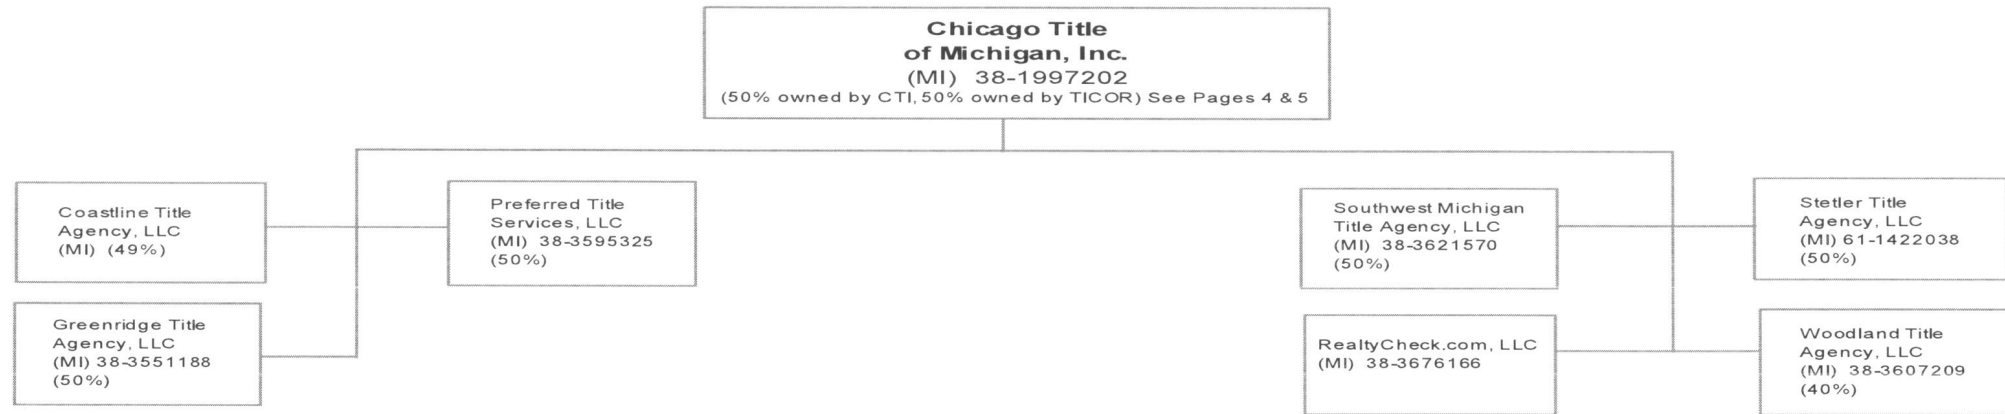 Chicago Title
of Michigan, Inc.
(MI) 38-1997202
(50% owned by CTI, 50% owned by TICOR) See Pages 4 & 5
Coastline Title
Agency, LLC
(MI) (49%)
Preferred Title
Services, LLC
(MI) 38-3595325
(50%)
Southwest Michigan
Title Agency, LLC
(MI) 38-3621570
(50%)
Stetler Title
Agency, LLC
(MI) 61-1422038
(50%)
Greenridge Title
Agency, LLC
(MI) 38-3551188
(50%)
RealtyCheck.com, LLC
(MI) 38-3676166
Woodland Title
Agency, LLC
(MI) 38-3607209
(40%)